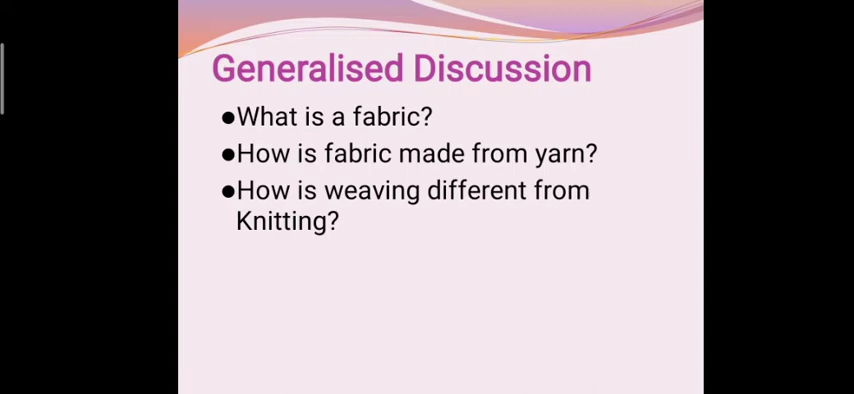 Generalised Discussion
●What is a fabric?
●How is fabric made from yarn?
●How is weaving different from
Knitting?